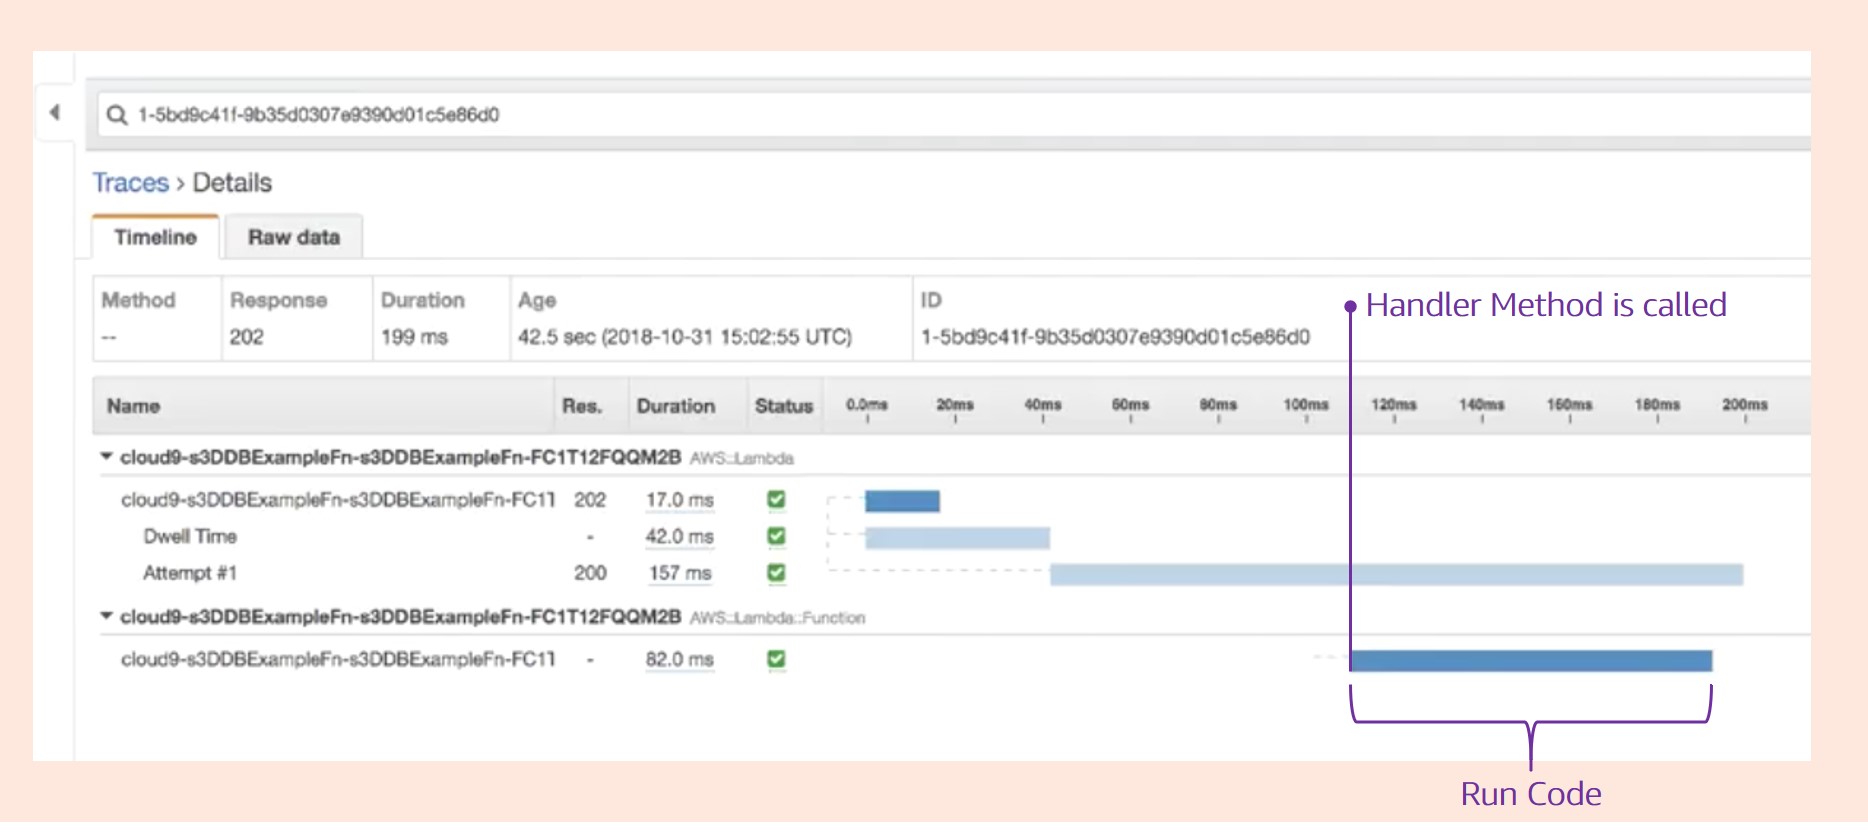 1-5bd9c41f-9b35d0307e9390d01c5e86d0
Traces > Details
Timeline Raw data
Method Response Duration Age ID
-- 202 199 ms 42.5 sec (2018-10-31 15:02:55 UTC) 1-5bd9c41f-9b35d0307e9390d01c5e86d0
Handler Method is called
Name Res. Duration Status 0.0ms 20ms 40ms 60ms 80ms 100ms 120ms 140ms 160ms 180ms 200ms
cloud9-s3DDBExampleFn-s3DDBExampleFn-FC1T12FQQM2B AWS::Lambda
cloud9-s3DDBExampleFn-s3DDBExampleFn-FC1T 202 17.0 ms
Dwell Time - 42.0 ms
Attempt #1 200 157 ms
cloud9-s3DDBExampleFn-s3DDBExampleFn-FC1T12FQQM2B AWS::Lambda::Function
cloud9-s3DDBExampleFn-s3DDBExampleFn-FC1T - 82.0 ms
Run Code